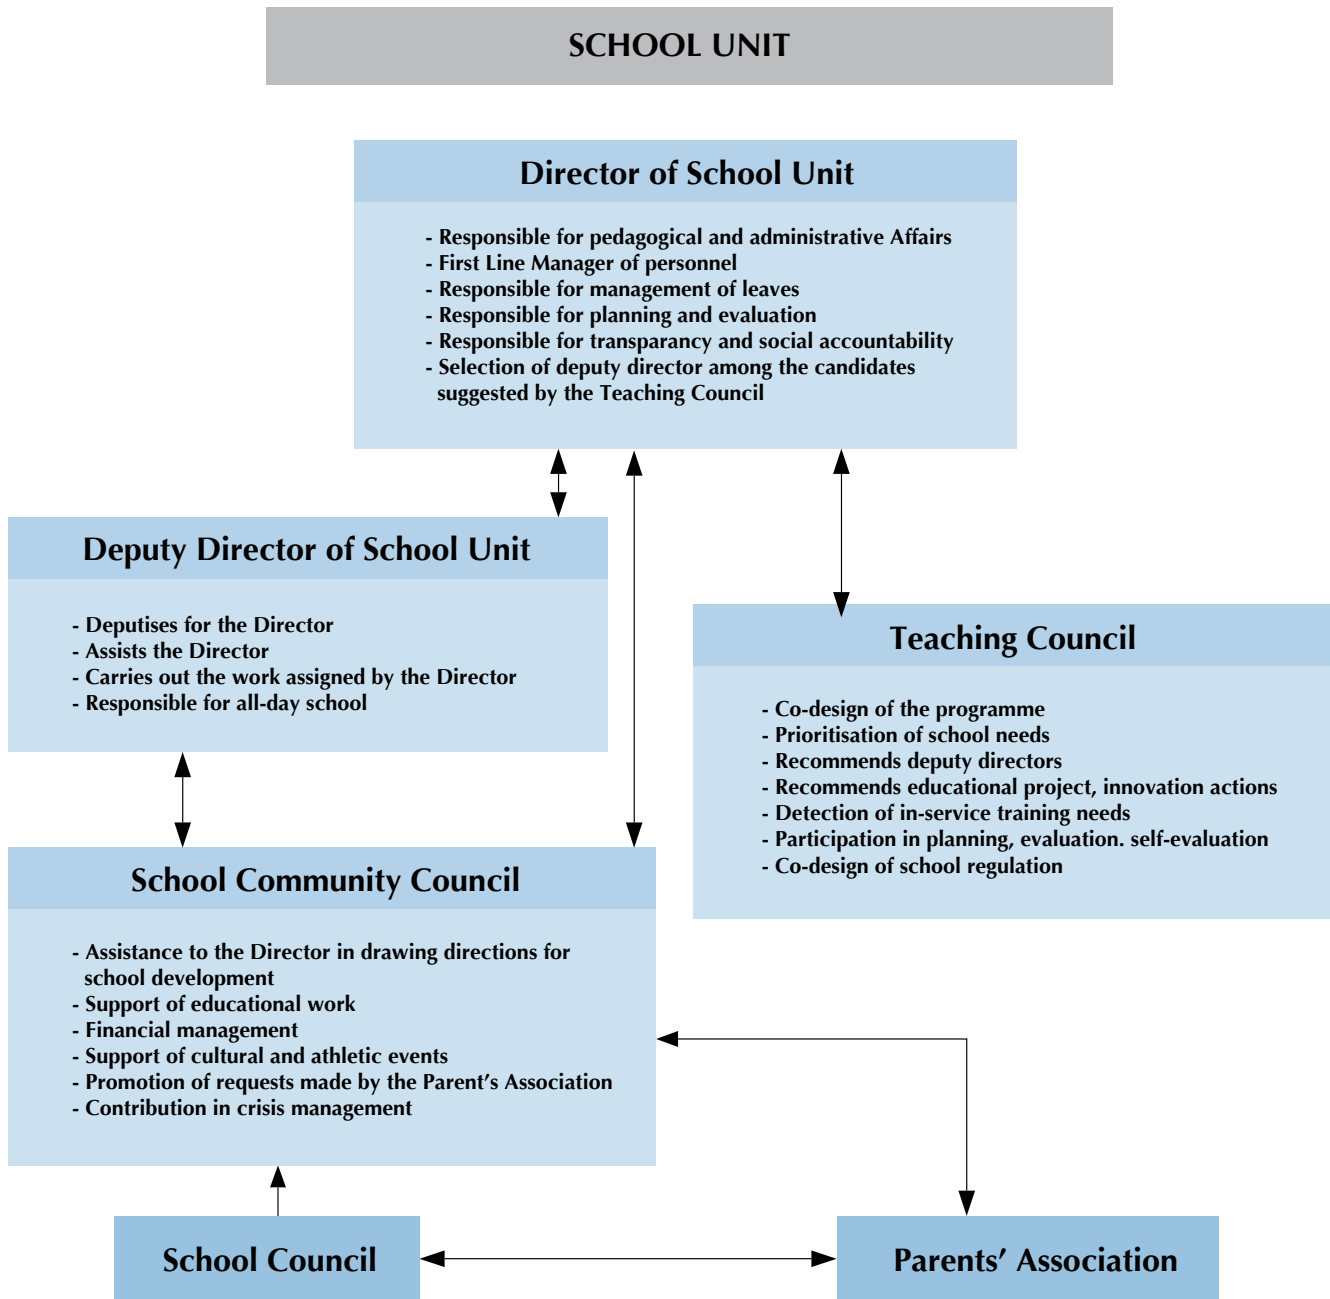 SCHOOL UNIT
Director of School Unit
- Responsible for pedagogical and administrative Affairs
- First Line Manager of personnel
- Responsible for management of leaves
- Responsible for planning and evaluation
- Responsible for transparancy and social accountability
- Selection of deputy director among the candidates
suggested by the Teaching Council
Deputy Director of School Unit
- Deputises for the Director
- Assists the Director
- Carries out the work assigned by the Director
- Responsible for all-day school
Teaching Council
- Co-design of the programme
- Prioritisation of school needs
- Recommends deputy directors
- Recommends educational project, innovation actions
- Detection of in-service training needs
- Participation in planning, evaluation. self-evaluation
- Co-design of school regulation
School Community Council
- Assistance to the Director in drawing directions for
school development
- Support of educational work
- Financial management
- Support of cultural and athletic events
- Promotion of requests made by the Parent’s Association
- Contribution in crisis management
School Council
Parents’ Association